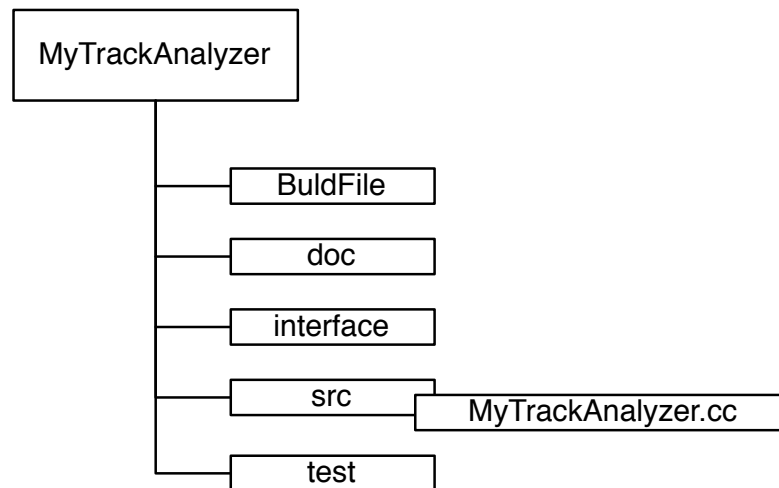 MyTrackAnalyzer
BuldFile
doc
interface
src
MyTrackAnalyzer.cc
test